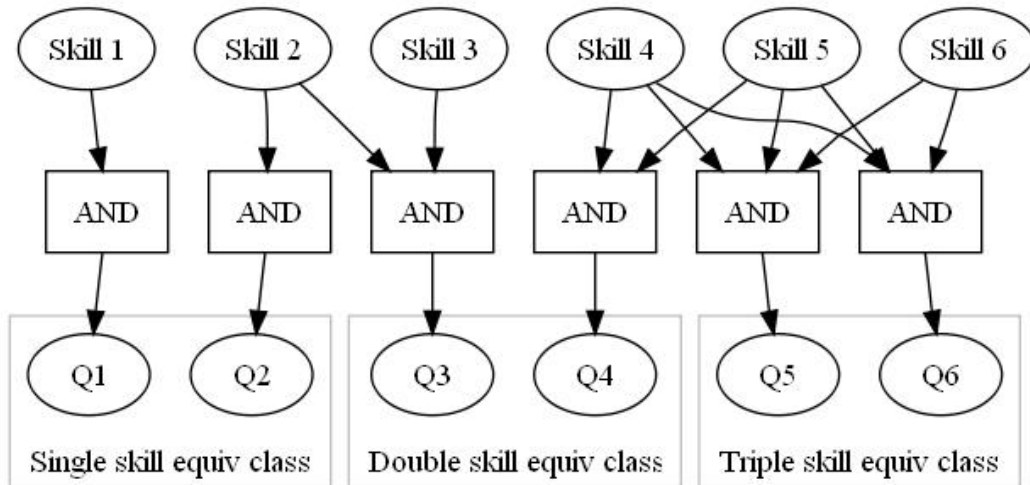 Skill 1 Skill 2 Skill 3 Skill 4 Skill 5 Skill 6
AND AND AND AND AND AND
Q1 Q2 Q3 Q4 Q5 Q6
Single skill equiv class Double skill equiv class Triple skill equiv class